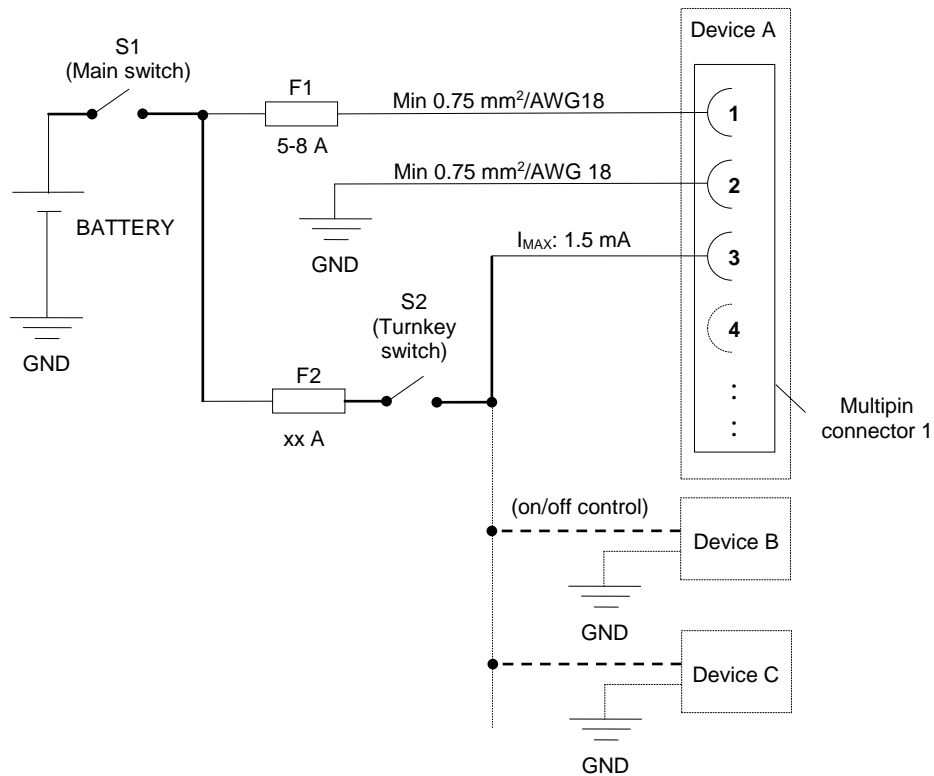 Device A
S1
(Main switch)
F1
5-8 A
Min 0.75 mm²/AWG18
1
Min 0.75 mm²/AWG 18
2
BATTERY
GND
I_MAX: 1.5 mA
3
GND
S2
(Turnkey
switch)
4
F2
xx A
Multipin
connector 1
(on/off control)
Device B
GND
Device C
GND